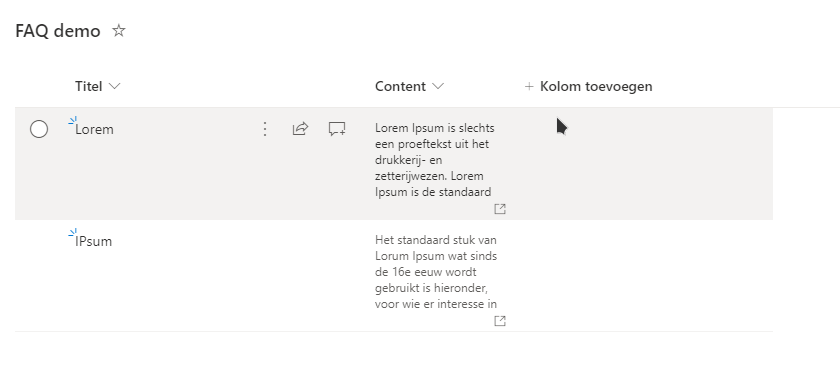 FAQ demo
Titel
Content
+ Kolom toevoegen
Lorem
Lorem Ipsum is slechts
een proeftekst uit het
drukkerij- en
zetterijwezen. Lorem
Ipsum is de standaard
IPsum
Het standaard stuk van
Lorum Ipsum wat sinds
de 16e eeuw wordt
gebruikt is hieronder,
voor wie er interesse in